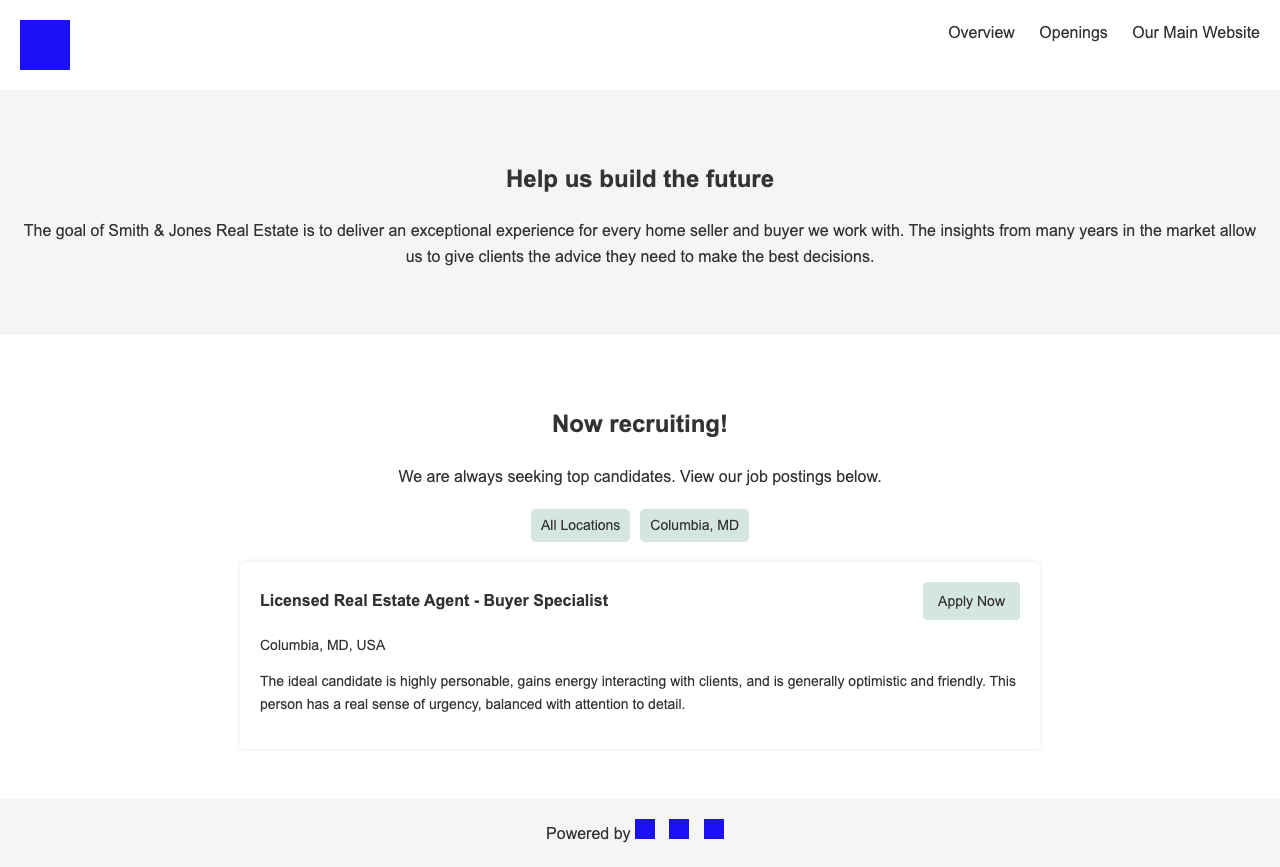 Overview Openings Our Main Website
Help us build the future
The goal of Smith & Jones Real Estate is to deliver an exceptional experience for every home seller and buyer we work with. The insights from many years in the market allow
us to give clients the advice they need to make the best decisions.
Now recruiting!
We are always seeking top candidates. View our job postings below.
All Locations Columbia, MD
Licensed Real Estate Agent - Buyer Specialist Apply Now
Columbia, MD, USA
The ideal candidate is highly personable, gains energy interacting with clients, and is generally optimistic and friendly. This
person has a real sense of urgency, balanced with attention to detail.
Powered by